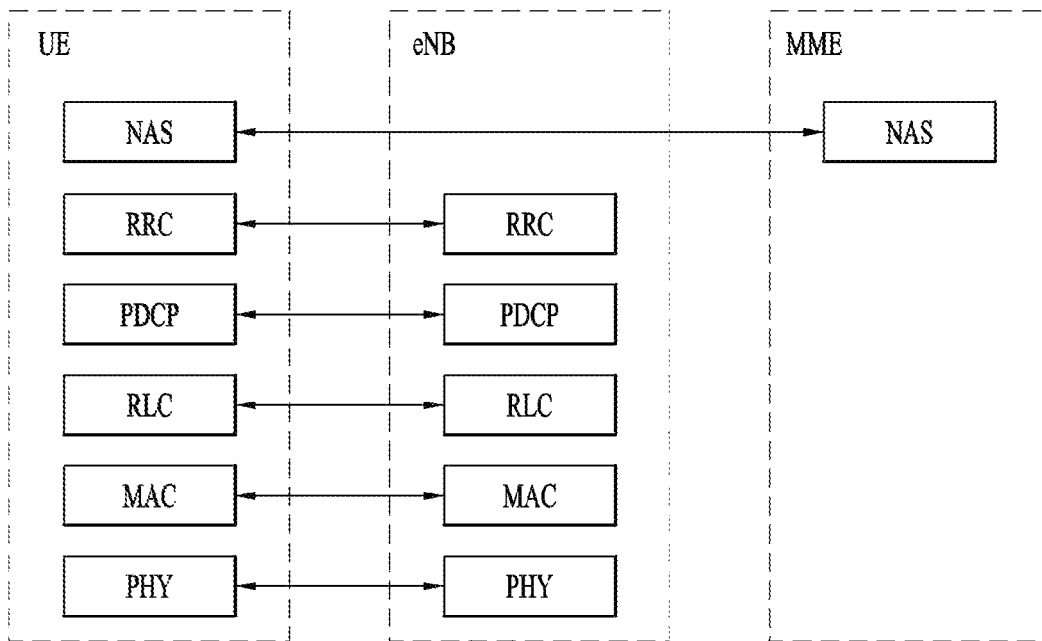 UE eNB MME
NAS NAS
RRC RRC
PDCP PDCP
RLC RLC
MAC MAC
PHY PHY